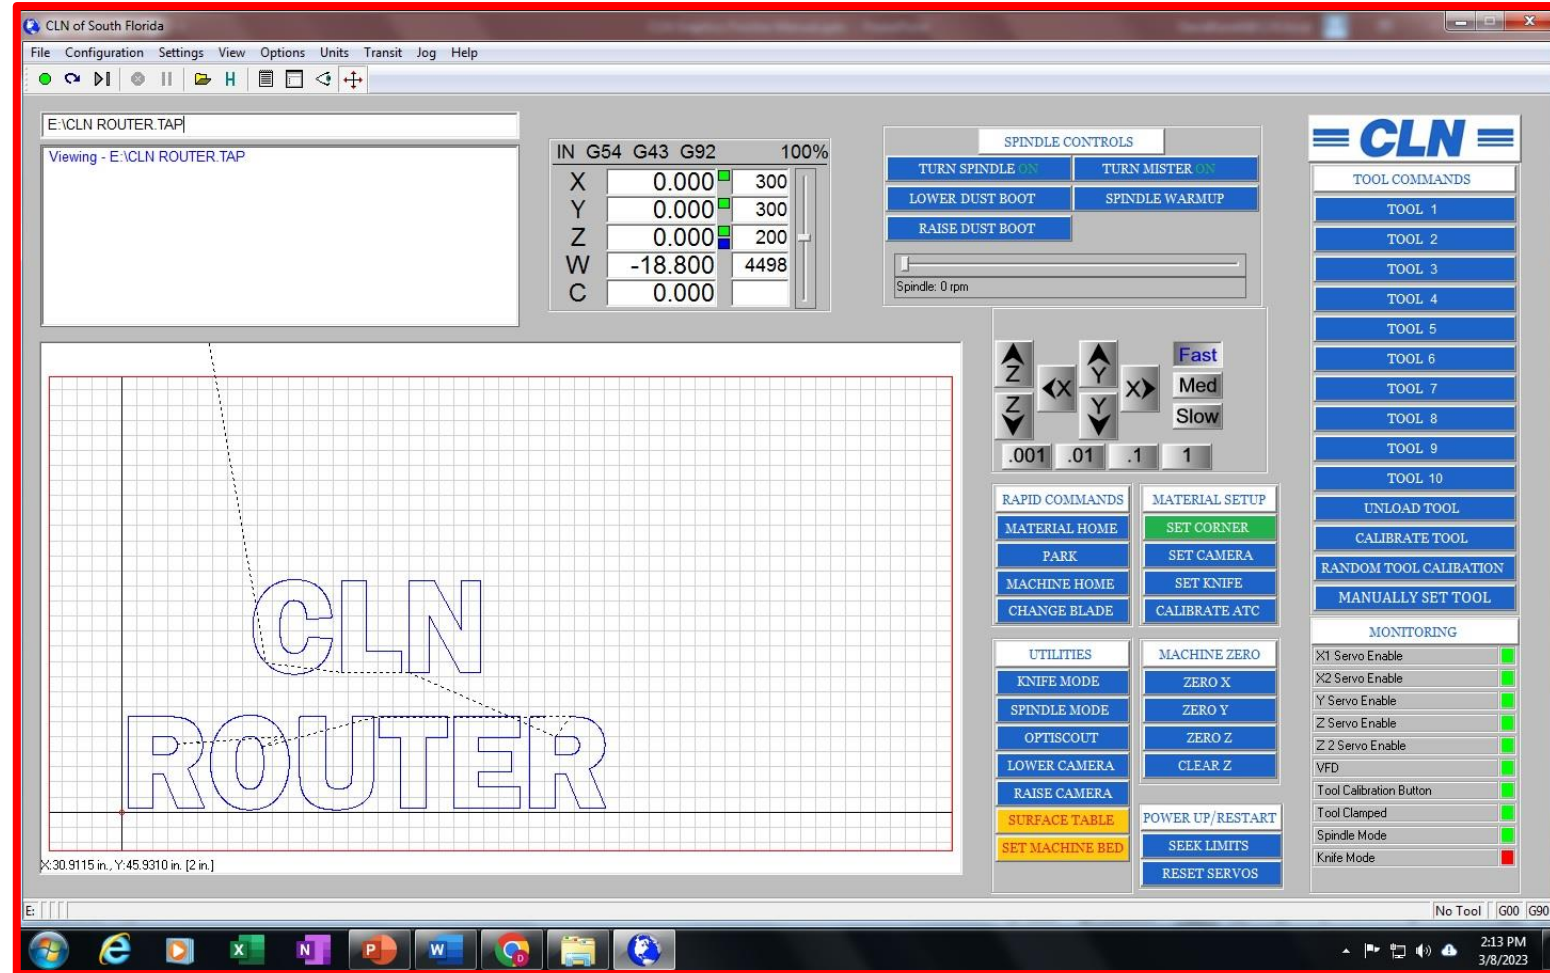 CLN of South Florida
File Configuration Settings View Options Units Transit Jog Help
H
E:\CLN ROUTER.TAP
Viewing - E:\CLN ROUTER.TAP
IN G54 G43 G92 100%
X 0.000 300
Y 0.000 300
Z 0.000 200
W -18.800 4498
C 0.000
SPINDLE CONTROLS
TURN SPINDLE ON TURN MISTER ON
LOWER DUST BOOT SPINDLE WARMUP
RAISE DUST BOOT
Spindle: 0 rpm
Z Y Fast
X X Med
Z Y Slow
.001 .01 .1 1
CLN
ROUTER
X:30.9115 in., Y:45.9310 in. [2 in.]
RAPID COMMANDS
MATERIAL HOME
PARK
MACHINE HOME
CHANGE BLADE
MATERIAL SETUP
SET CORNER
SET CAMERA
SET KNIFE
CALIBRATE ATC
UTILITIES
KNIFE MODE
SPINDLE MODE
OPTISCOUT
LOWER CAMERA
RAISE CAMERA
SURFACE TABLE
SET MACHINE BED
MACHINE ZERO
ZERO X
ZERO Y
ZERO Z
CLEAR Z
POWER UP/RESTART
SEEK LIMITS
RESET SERVOS
CLN
TOOL COMMANDS
TOOL 1
TOOL 2
TOOL 3
TOOL 4
TOOL 5
TOOL 6
TOOL 7
TOOL 8
TOOL 9
TOOL 10
UNLOAD TOOL
CALIBRATE TOOL
RANDOM TOOL CALIBATION
MANUALLY SET TOOL
MONITORING
X1 Servo Enable
X2 Servo Enable
Y Servo Enable
Z Servo Enable
Z 2 Servo Enable
VFD
Tool Calibration Button
Tool Clamped
Spindle Mode
Knife Mode
E: No Tool G00 G90
2:13 PM
3/8/2023